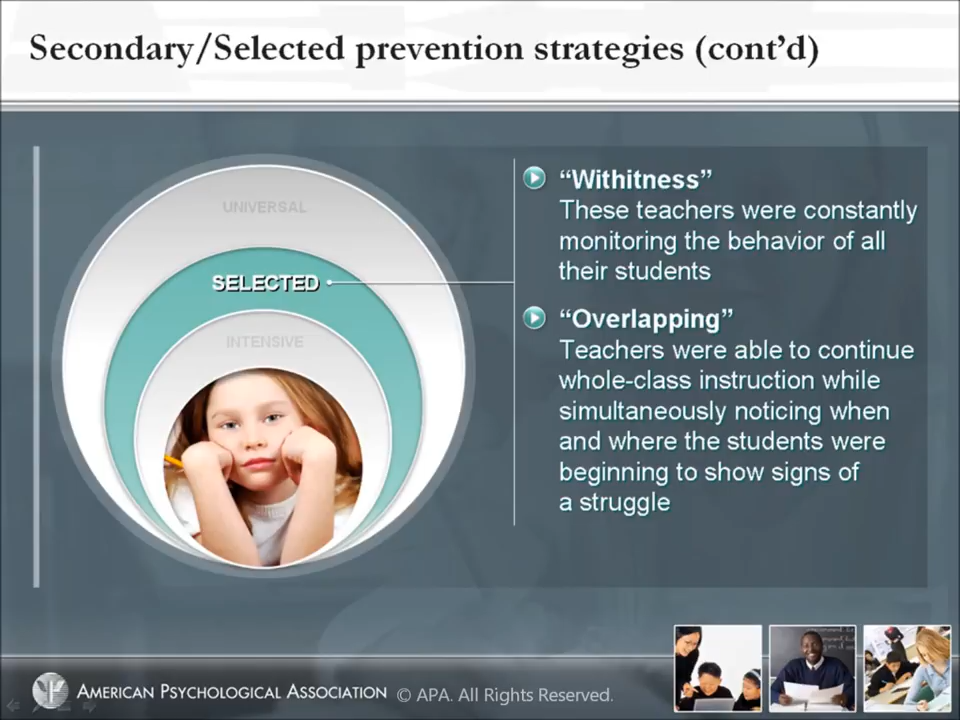 Secondary/Selected prevention strategies (cont’d)
UNIVERSAL
SELECTED
INTENSIVE
“Withitness”
These teachers were constantly
monitoring the behavior of all
their students
“Overlapping”
Teachers were able to continue
whole-class instruction while
simultaneously noticing when
and where the students were
beginning to show signs of
a struggle
AMERICAN PSYCHOLOGICAL ASSOCIATION © APA. All Rights Reserved.